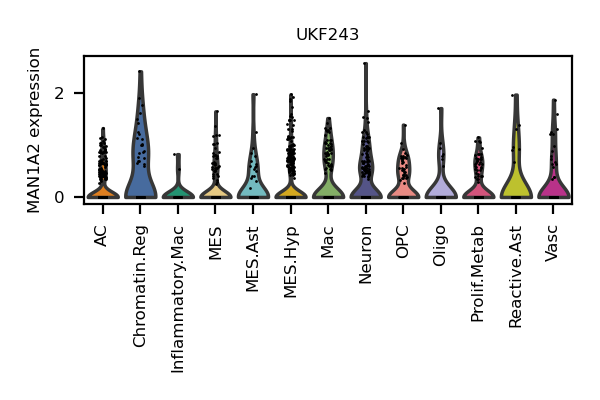 UKF243
MAN1A2 expression
2
0
AC
Chromatin.Reg
Inflammatory.Mac
MES
MES.Ast
MES.Hyp
Mac
Neuron
OPC
Oligo
Prolif.Metab
Reactive.Ast
Vasc